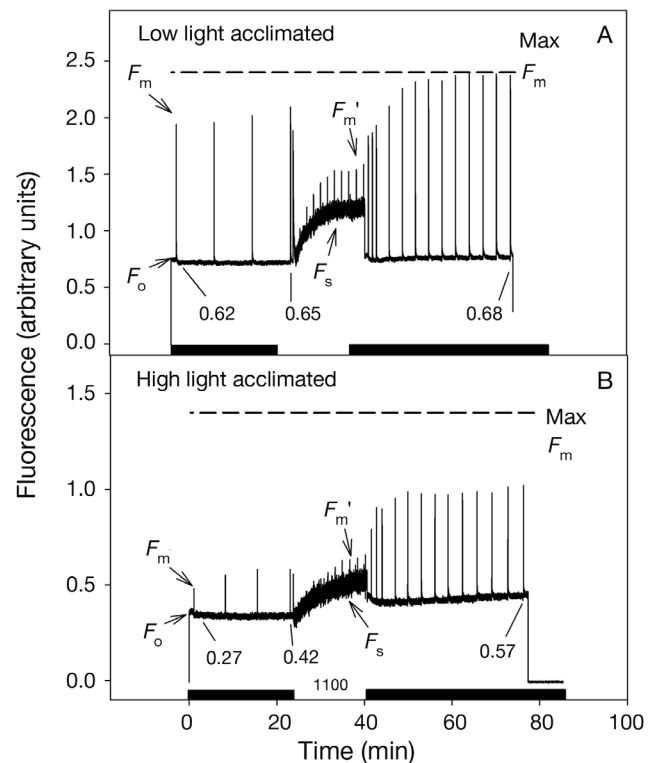 Low light acclimated
A
Max
Fm
Fm
Fm'
Fo
Fs
0.62
0.65
0.68
2.5
2.0
1.5
1.0
0.5
0.0
Fluorescence (arbitrary units)
High light acclimated
B
Max
Fm
Fm'
Fm
Fo
Fs
0.27
0.42
0.57
1100
1.5
1.0
0.5
0.0
0
20
40
60
80
100
Time (min)